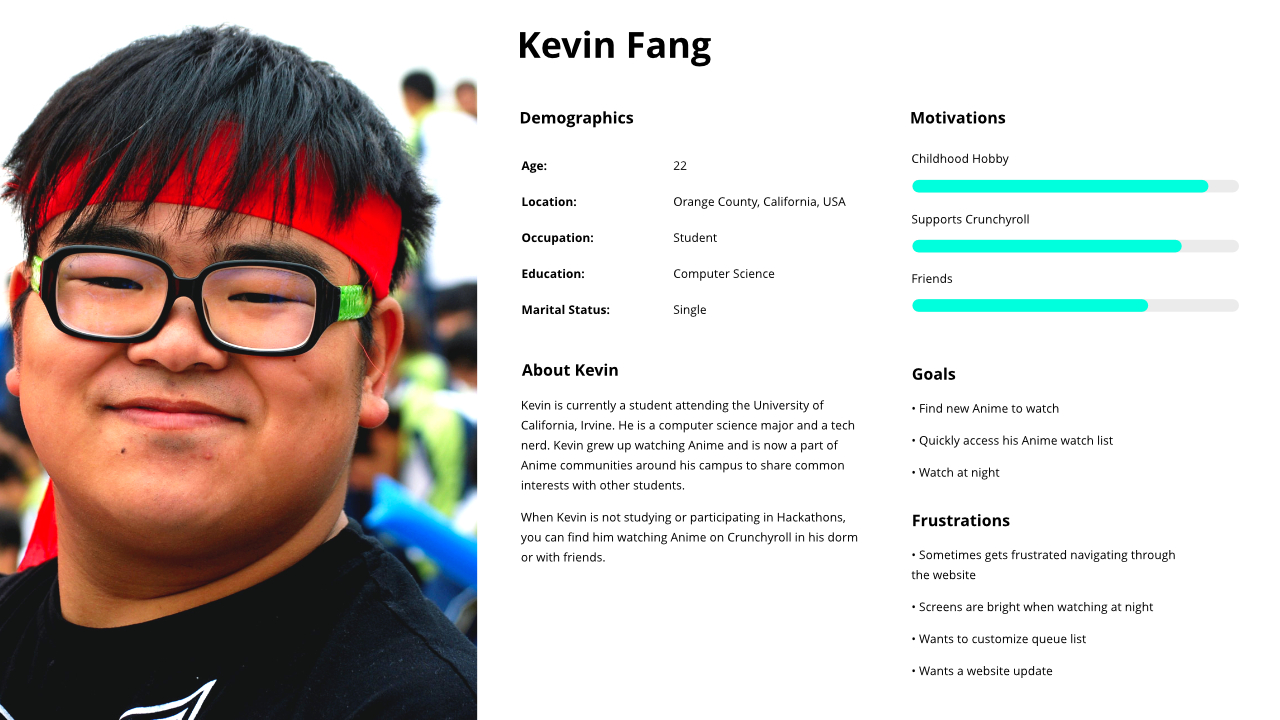 Kevin Fang
Demographics
Age: 22
Location: Orange County, California, USA
Occupation: Student
Education: Computer Science
Marital Status: Single
About Kevin
Kevin is currently a student attending the University of
California, Irvine. He is a computer science major and a tech
nerd. Kevin grew up watching Anime and is now a part of
Anime communities around his campus to share common
interests with other students.
When Kevin is not studying or participating in Hackathons,
you can find him watching Anime on Crunchyroll in his dorm
or with friends.
Motivations
Childhood Hobby
Supports Crunchyroll
Friends
Goals
• Find new Anime to watch
• Quickly access his Anime watch list
• Watch at night
Frustrations
• Sometimes gets frustrated navigating through
the website
• Screens are bright when watching at night
• Wants to customize queue list
• Wants a website update